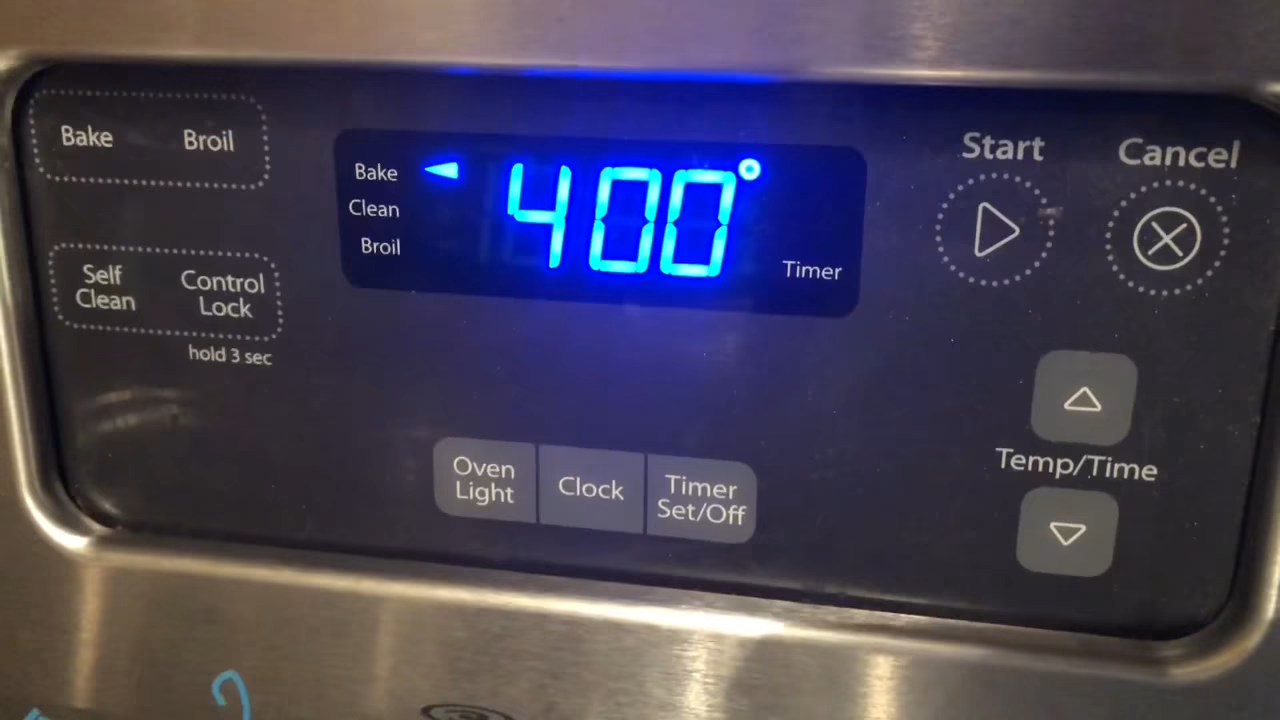 Bake Broil
Self Clean
Control Lock
hold 3 sec
Bake
Clean
Broil
400°
Timer
Start
Cancel
Oven Light
Clock
Timer Set/Off
Temp/Time